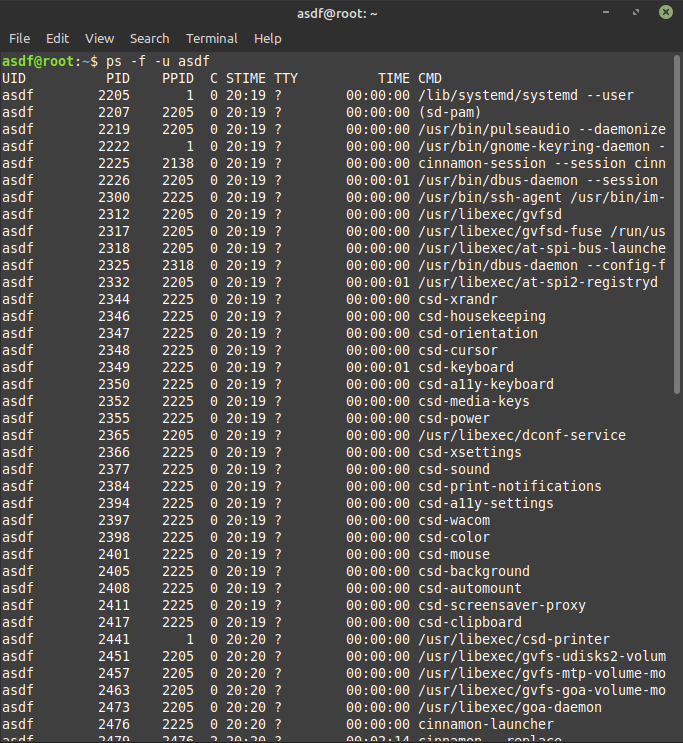 asdf@root: ~
File Edit View Search Terminal Help
asdf@root:~$ ps -f -u asdf
UID PID PPID C STIME TTY TIME CMD
asdf 2205 1 0 20:19 ? 00:00:00 /lib/systemd/systemd --user
asdf 2207 2205 0 20:19 ? 00:00:00 (sd-pam)
asdf 2219 2205 0 20:19 ? 00:00:00 /usr/bin/pulseaudio --daemonize
asdf 2222 1 0 20:19 ? 00:00:00 /usr/bin/gnome-keyring-daemon -
asdf 2225 2138 0 20:19 ? 00:00:00 cinnamon-session --session cinn
asdf 2226 2205 0 20:19 ? 00:00:01 /usr/bin/dbus-daemon --session
asdf 2300 2225 0 20:19 ? 00:00:00 /usr/bin/ssh-agent /usr/bin/im-
asdf 2312 2205 0 20:19 ? 00:00:00 /usr/libexec/gvfsd
asdf 2317 2205 0 20:19 ? 00:00:00 /usr/libexec/gvfsd-fuse /run/us
asdf 2318 2205 0 20:19 ? 00:00:00 /usr/libexec/at-spi-bus-launche
asdf 2325 2318 0 20:19 ? 00:00:00 /usr/bin/dbus-daemon --config-f
asdf 2332 2205 0 20:19 ? 00:00:01 /usr/libexec/at-spi2-registryd
asdf 2344 2225 0 20:19 ? 00:00:00 csd-xrandr
asdf 2346 2225 0 20:19 ? 00:00:00 csd-housekeeping
asdf 2347 2225 0 20:19 ? 00:00:00 csd-orientation
asdf 2348 2225 0 20:19 ? 00:00:00 csd-cursor
asdf 2349 2225 0 20:19 ? 00:00:01 csd-keyboard
asdf 2350 2225 0 20:19 ? 00:00:00 csd-a11y-keyboard
asdf 2352 2225 0 20:19 ? 00:00:00 csd-media-keys
asdf 2355 2225 0 20:19 ? 00:00:00 csd-power
asdf 2365 2205 0 20:19 ? 00:00:00 /usr/libexec/dconf-service
asdf 2366 2225 0 20:19 ? 00:00:00 csd-xsettings
asdf 2377 2225 0 20:19 ? 00:00:00 csd-sound
asdf 2384 2225 0 20:19 ? 00:00:00 csd-print-notifications
asdf 2394 2225 0 20:19 ? 00:00:00 csd-a11y-settings
asdf 2397 2225 0 20:19 ? 00:00:00 csd-wacom
asdf 2398 2225 0 20:19 ? 00:00:00 csd-color
asdf 2401 2225 0 20:19 ? 00:00:00 csd-mouse
asdf 2405 2225 0 20:19 ? 00:00:00 csd-background
asdf 2408 2225 0 20:19 ? 00:00:00 csd-automount
asdf 2411 2225 0 20:19 ? 00:00:00 csd-screensaver-proxy
asdf 2417 2225 0 20:19 ? 00:00:00 csd-clipboard
asdf 2441 1 0 20:20 ? 00:00:00 /usr/libexec/csd-printer
asdf 2451 2205 0 20:20 ? 00:00:00 /usr/libexec/gvfs-udisks2-volum
asdf 2457 2205 0 20:20 ? 00:00:00 /usr/libexec/gvfs-mtp-volume-mo
asdf 2463 2205 0 20:20 ? 00:00:00 /usr/libexec/gvfs-goa-volume-mo
asdf 2473 2205 0 20:20 ? 00:00:00 /usr/libexec/goa-daemon
asdf 2476 2225 0 20:20 ? 00:00:00 cinnamon-launcher
asdf 2479 2476 2 20:20 ? 00:02:14 cinnamon --replace